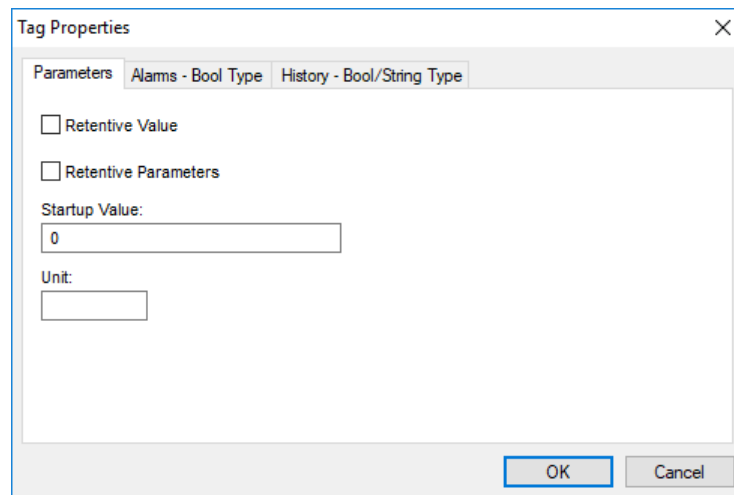 Tag Properties
Parameters Alarms - Bool Type History - Bool/String Type
Retentive Value
Retentive Parameters
Startup Value:
0
Unit:
OK Cancel